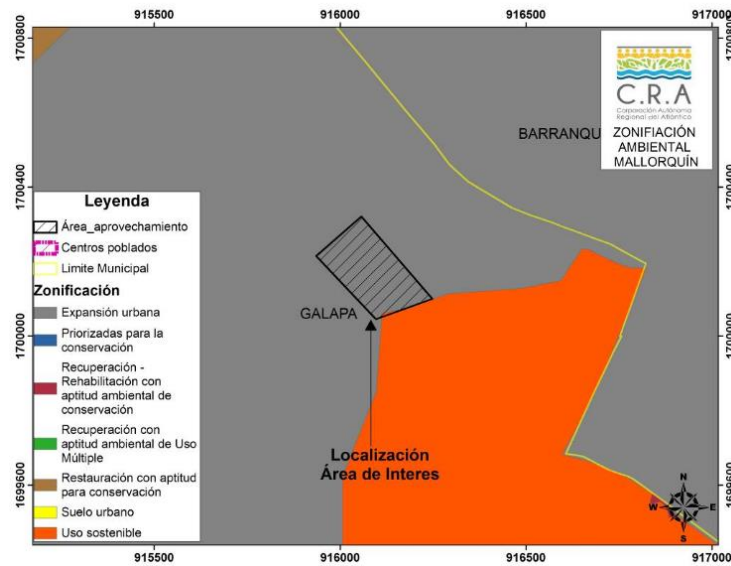 915500
916000
916500
917000
1700800
1700800
C.R.A
Corporación Autónoma
Regional del Atlántico
ZONIFIACIÓN
AMBIENTAL
MALLORQUÍN
BARRANQU
1700400
1700400
Leyenda
Área_aprovechamiento
Centros poblados
Limite Municipal
Zonificación
Expansión urbana
Priorizadas para la
conservación
Recuperación -
Rehabilitación con
aptitud ambiental de
conservación
Recuperación con
aptitud ambiental de Uso
Múltiple
Restauración con aptitud
para conservación
Suelo urbano
Uso sostenible
GALAPA
1700000
1700000
Localización
Área de Interes
1699600
1699600
N
W
E
S
915500
916000
916500
917000